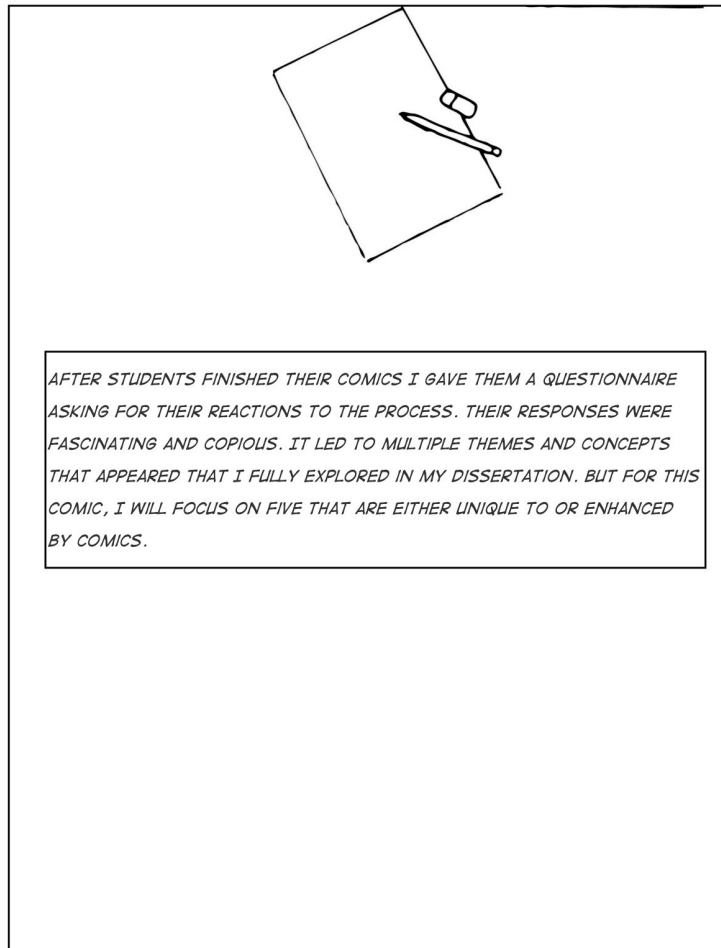 AFTER STUDENTS FINISHED THEIR COMICS I GAVE THEM A QUESTIONNAIRE
ASKING FOR THEIR REACTIONS TO THE PROCESS. THEIR RESPONSES WERE
FASCINATING AND COPIOUS. IT LED TO MULTIPLE THEMES AND CONCEPTS
THAT APPEARED THAT I FULLY EXPLORED IN MY DISSERTATION. BUT FOR THIS
COMIC, I WILL FOCUS ON FIVE THAT ARE EITHER UNIQUE TO OR ENHANCED
BY COMICS.